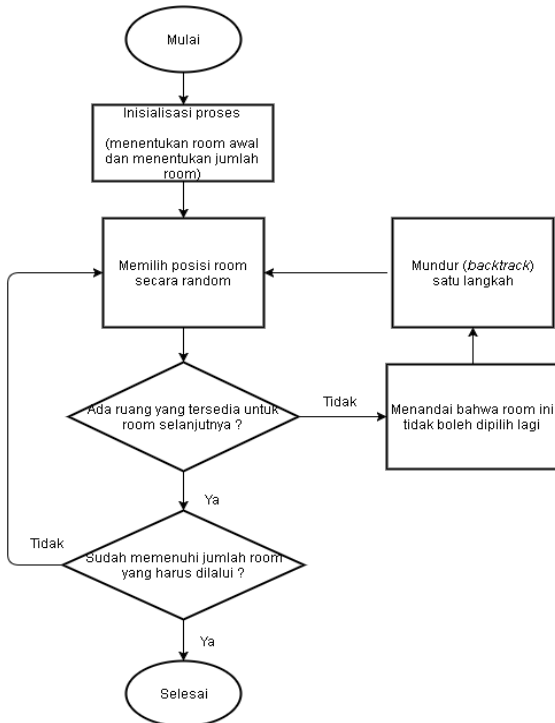 Mulai
Inisialisasi proses
(menentukan room awal
dan menentukan jumlah
room)
Memilih posisi room
secara random
Mundur (backtrack)
satu langkah
Ada ruang yang tersedia untuk
room selanjutnya ?
Tidak
Menandai bahwa room ini
tidak boleh dipilih lagi
Ya
Tidak
Sudah memenuhi jumlah room
yang harus dilalui ?
Ya
Selesai